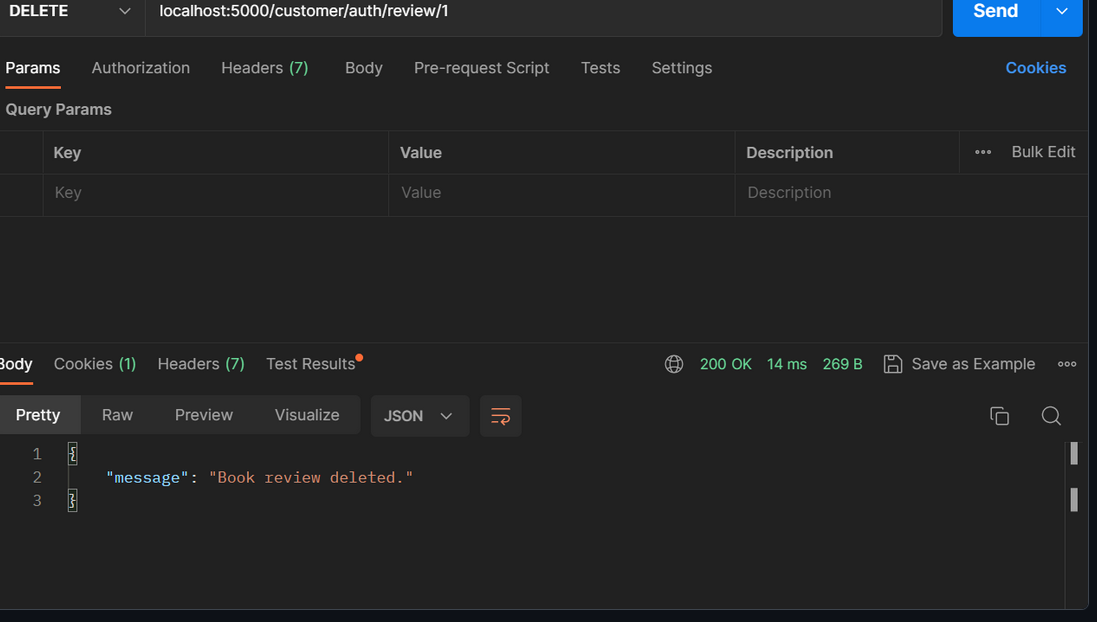 DELETE localhost:5000/customer/auth/review/1 Send
Params Authorization Headers (7) Body Pre-request Script Tests Settings Cookies
Query Params
Key Value Description Bulk Edit
Key Value Description
Body Cookies (1) Headers (7) Test Results 200 OK 14 ms 269 B Save as Example
Pretty Raw Preview Visualize JSON
1 {
2 "message": "Book review deleted."
3 }